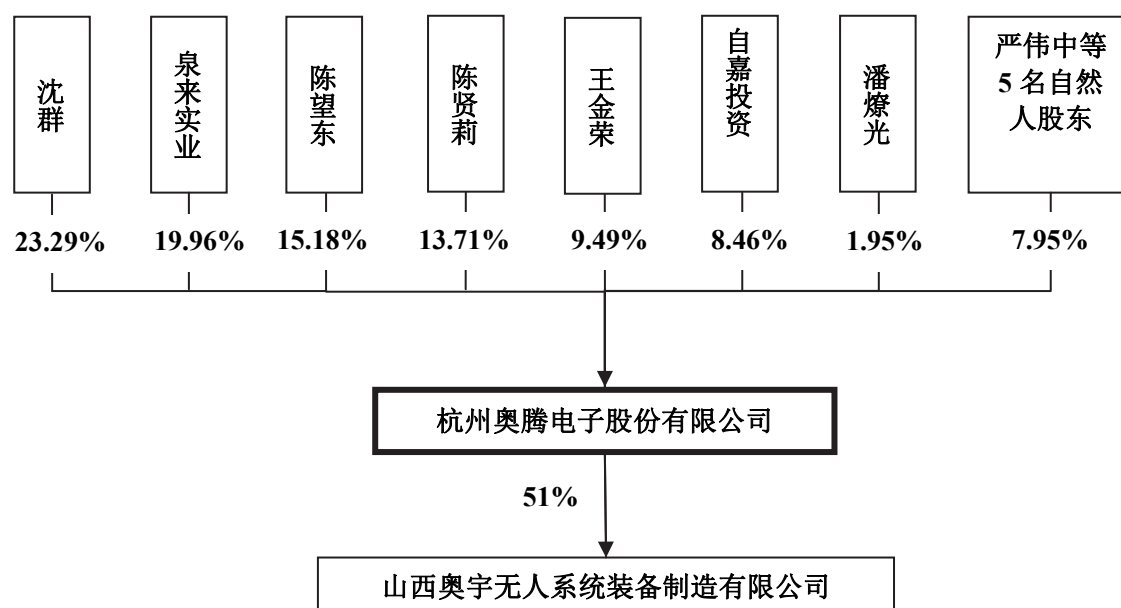 沈群
泉来实业
陈望东
陈贤莉
王金荣
自嘉投资
潘燎光
严伟中等
5 名自然
人股东
23.29%
19.96%
15.18%
13.71%
9.49%
8.46%
1.95%
7.95%
杭州奥腾电子股份有限公司
51%
山西奥宇无人系统装备制造有限公司